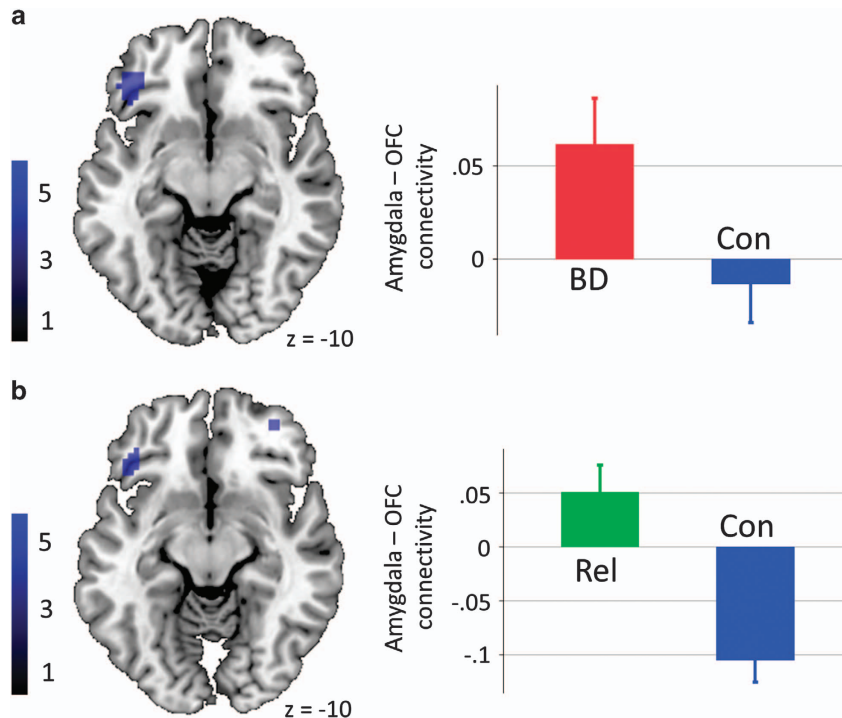 a
5
3
1
z = -10
Amygdala – OFC
connectivity
.05
0
BD
Con
b
5
3
1
z = -10
Amygdala – OFC
connectivity
.05
0
-.05
-.1
Rel
Con